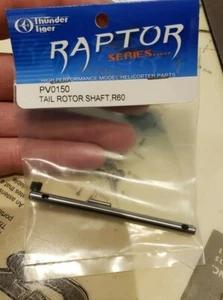 Thunder
Tiger
RAPTOR
SERIES
HIGH PERFORMANCE MODEL HELICOPTER PARTS
PV0150
TAIL ROTOR SHAFT,R60